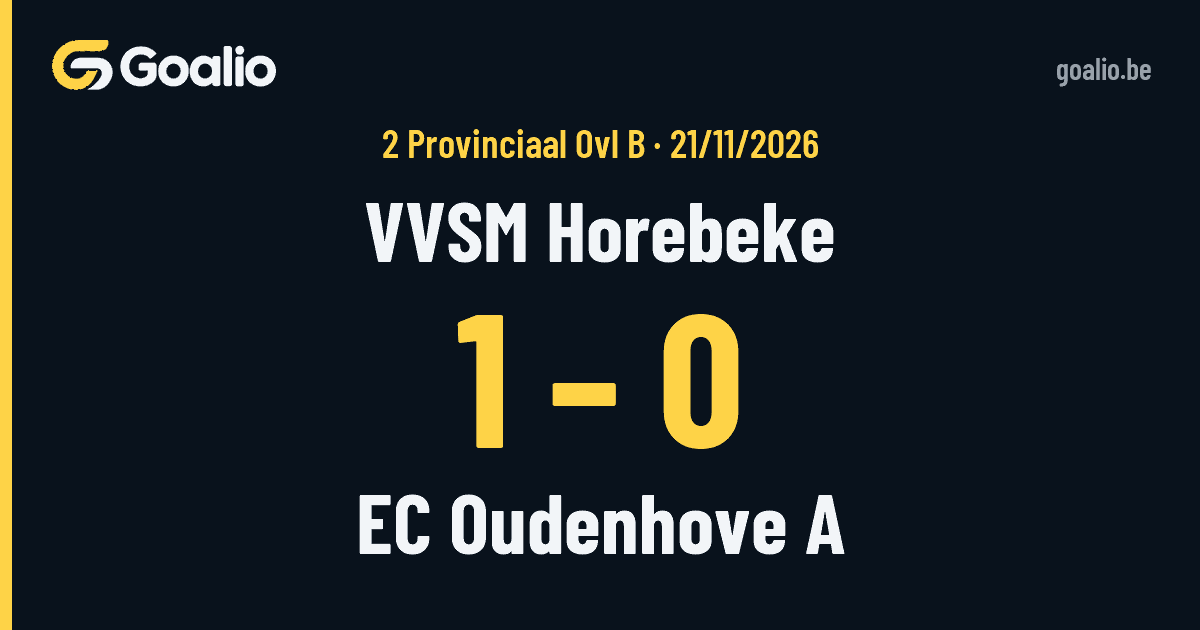 Goalio
goalio.be
2 Provinciaal Ovl B · 21/11/2026
VVSM Horebeke
1 – 0
EC Oudenhove A